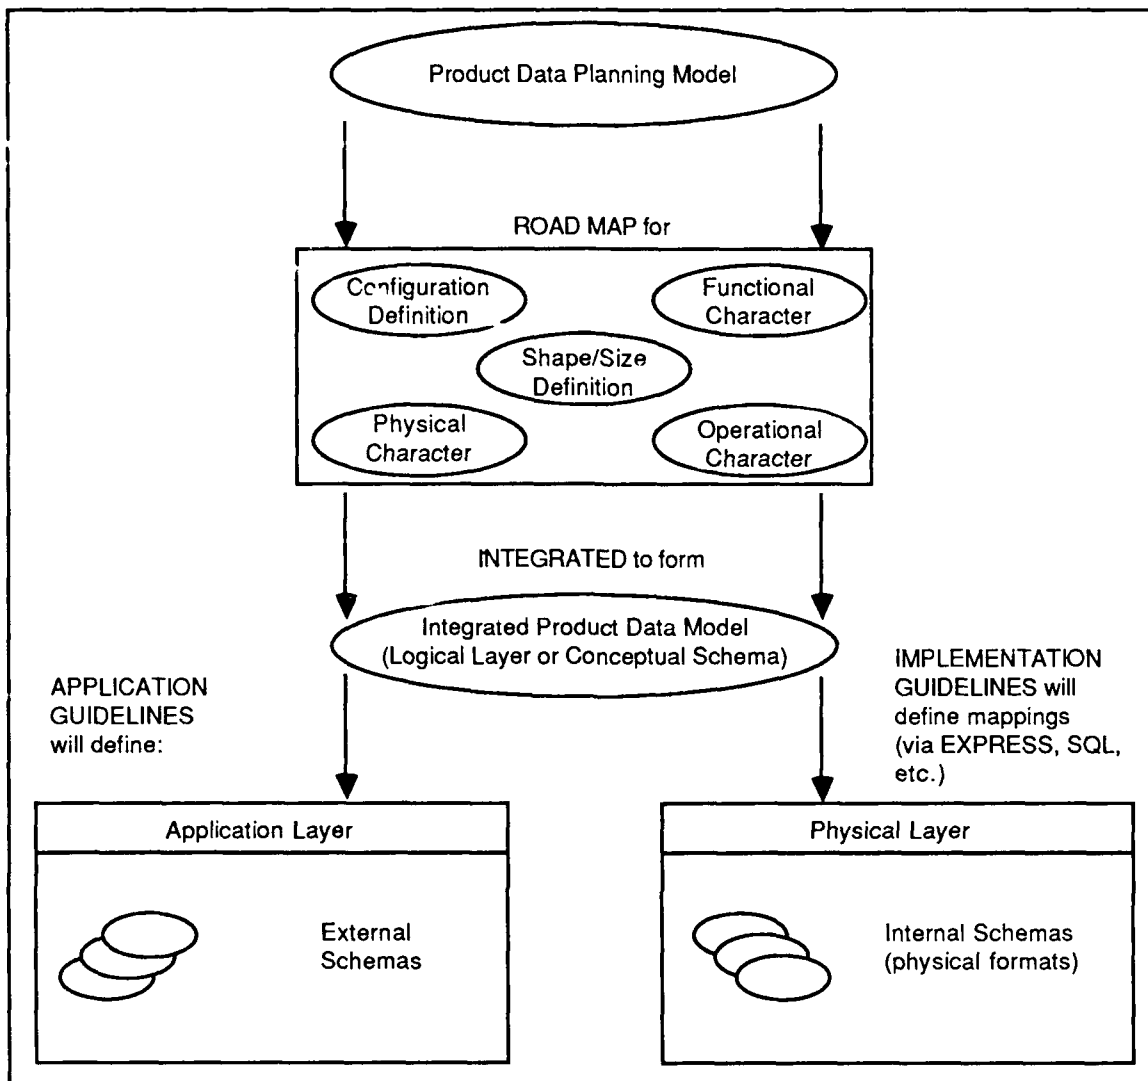 Product Data Planning Model
ROAD MAP for
Configuration
Definition
Functional
Character
Shape/Size
Definition
Physical
Character
Operational
Character
INTEGRATED to form
Integrated Product Data Model
(Logical Layer or Conceptual Schema)
APPLICATION
GUIDELINES
will define:
IMPLEMENTATION
GUIDELINES will
define mappings
(via EXPRESS, SQL,
etc.)
Application Layer
External
Schemas
Physical Layer
Internal Schemas
(physical formats)